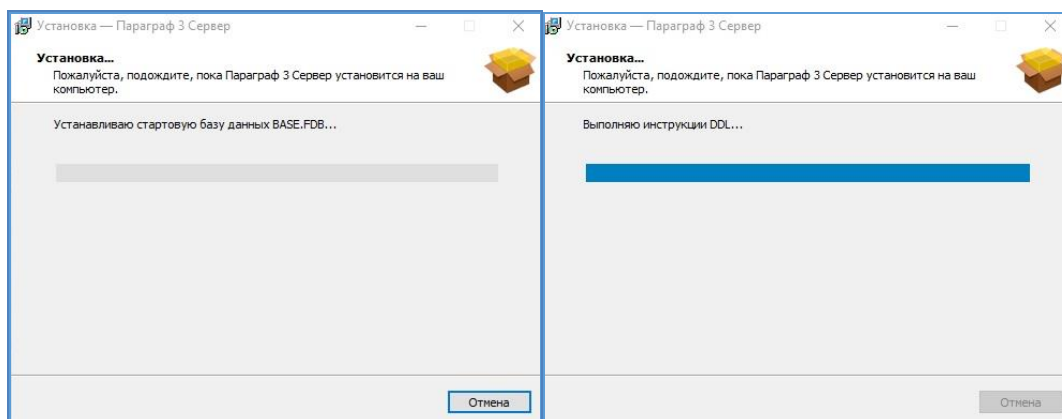 Установка — Параграф 3 Сервер
Установка...
Пожалуйста, подождите, пока Параграф 3 Сервер установится на ваш
компьютер.
Устанавливаю стартовую базу данных BASE.FDB...
Отмена
Установка — Параграф 3 Сервер
Установка...
Пожалуйста, подождите, пока Параграф 3 Сервер установится на ваш
компьютер.
Выполняю инструкции DDL...
Отмена